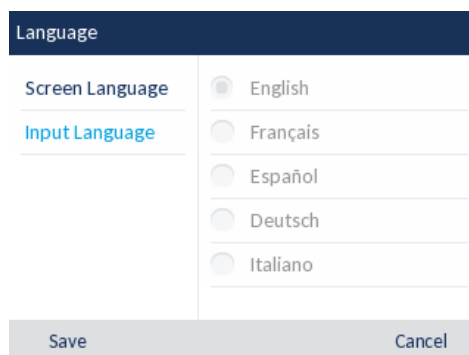 Language
Screen Language
Input Language
English
Français
Español
Deutsch
Italiano
Save
Cancel